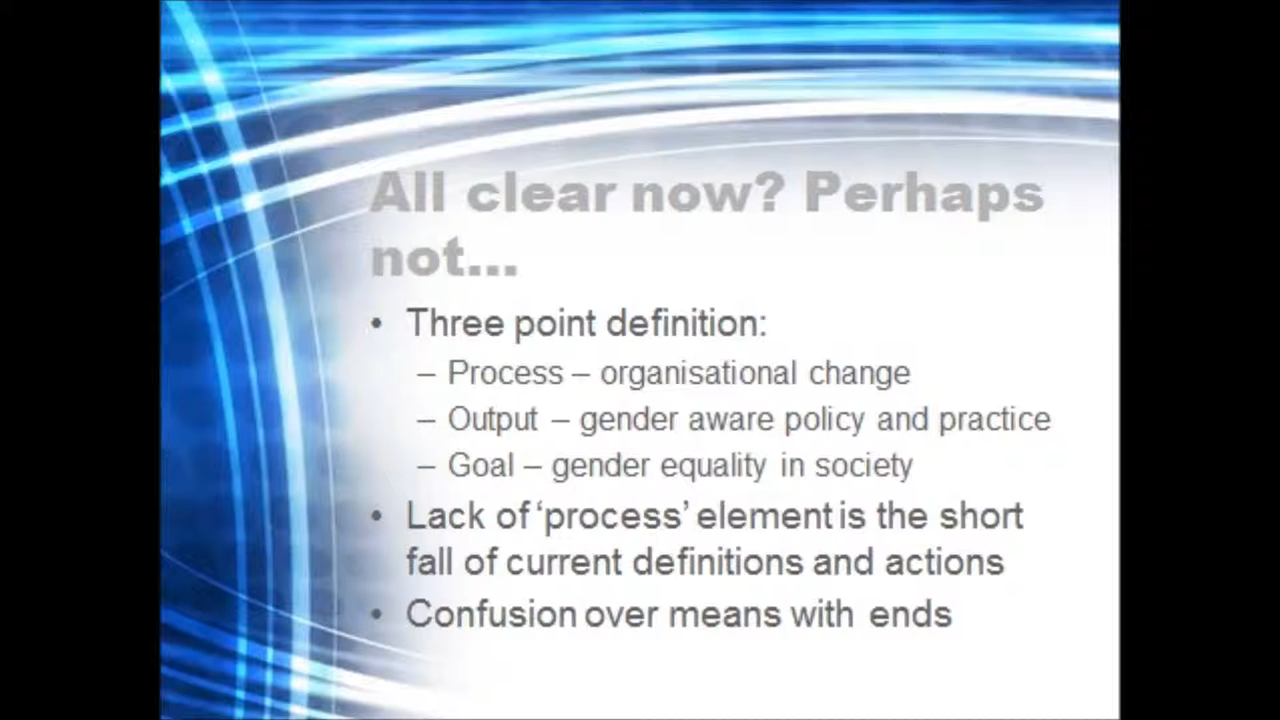 All clear now? Perhaps
not...
• Three point definition:
– Process – organisational change
– Output – gender aware policy and practice
– Goal – gender equality in society
• Lack of ‘process’ element is the short
fall of current definitions and actions
• Confusion over means with ends